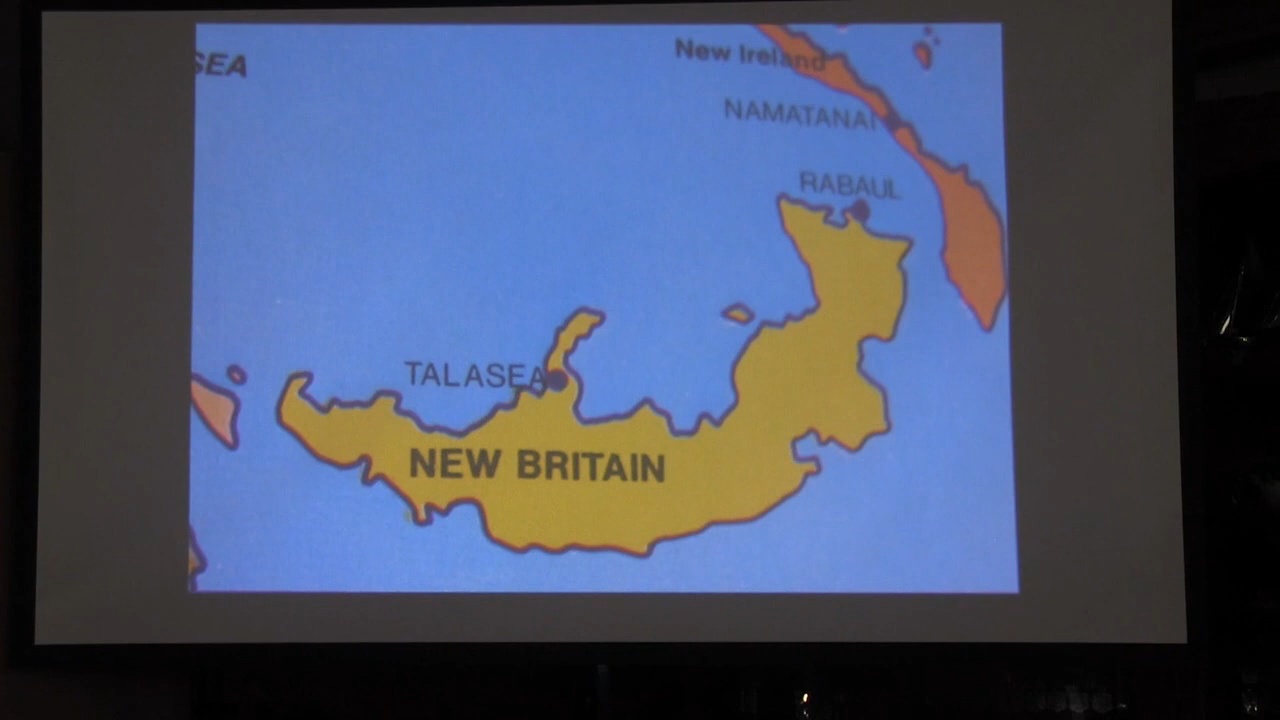 SEA
New Ireland
NAMATANAI
RABAUL
TALASEA
NEW BRITAIN